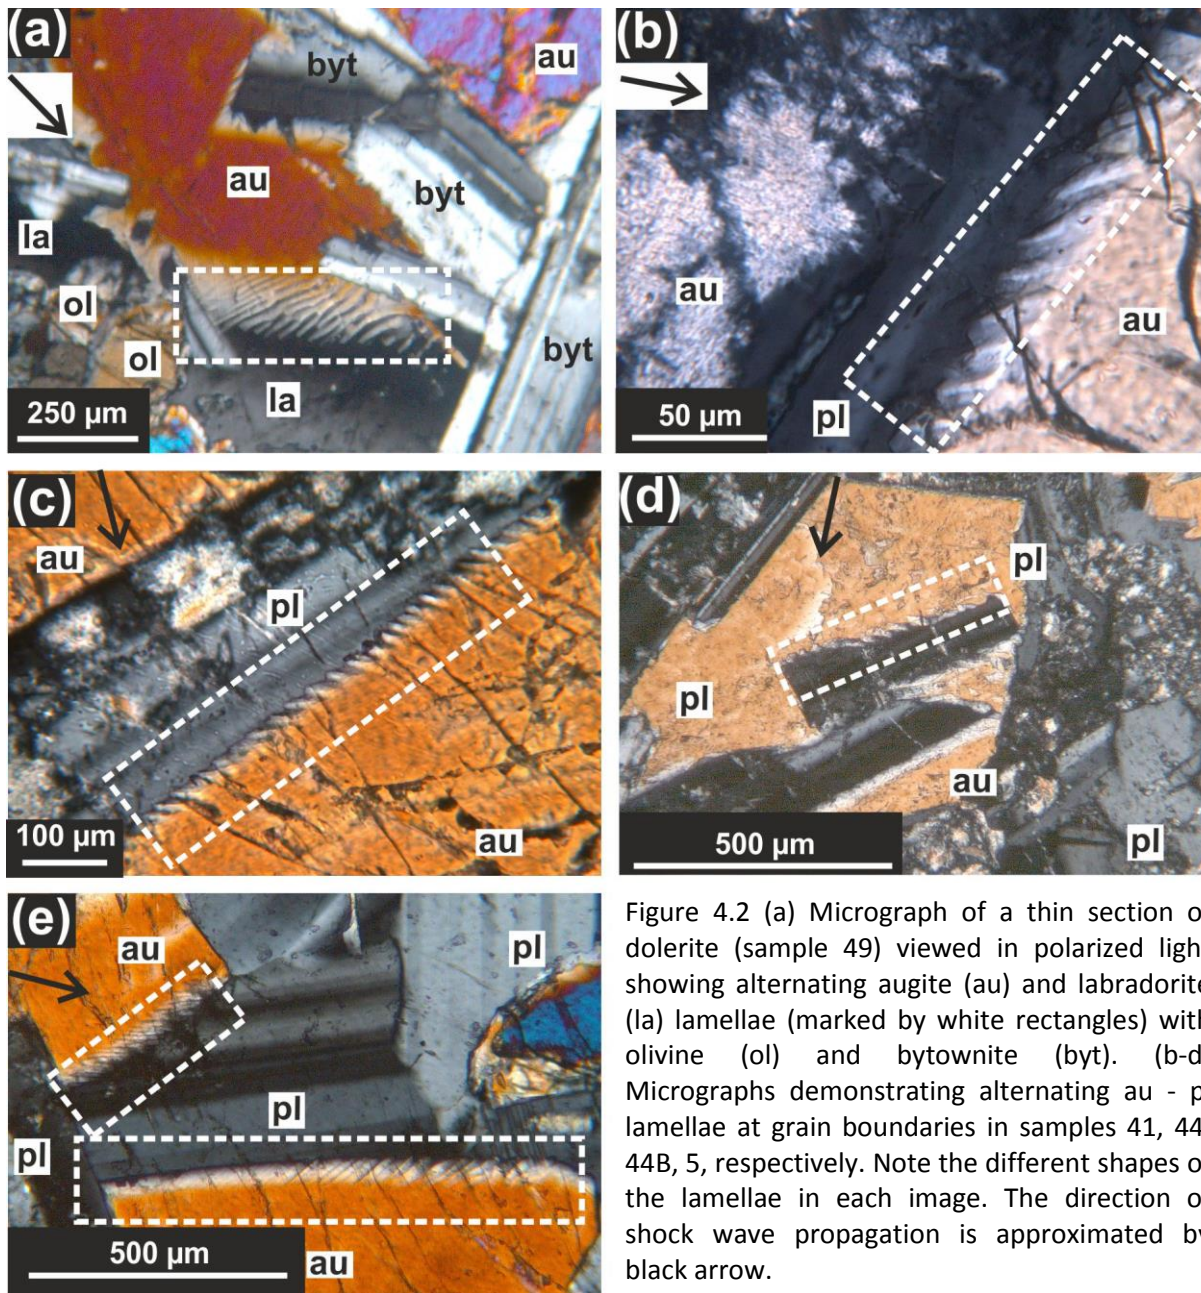 (a)
byt
au
au
byt
la
ol
ol
byt
la
250 µm
(b)
au
au
pl
50 µm
(c)
au
pl
au
100 µm
(d)
pl
pl
au
pl
500 µm
(e)
au
pl
pl
pl
au
500 µm
Figure 4.2 (a) Micrograph of a thin section o
dolerite (sample 49) viewed in polarized ligh
showing alternating augite (au) and labradorite
(la) lamellae (marked by white rectangles) with
olivine (ol) and bytownite (byt). (b-d
Micrographs demonstrating alternating au - p
lamellae at grain boundaries in samples 41, 44
44B, 5, respectively. Note the different shapes o
the lamellae in each image. The direction o
shock wave propagation is approximated by
black arrow.